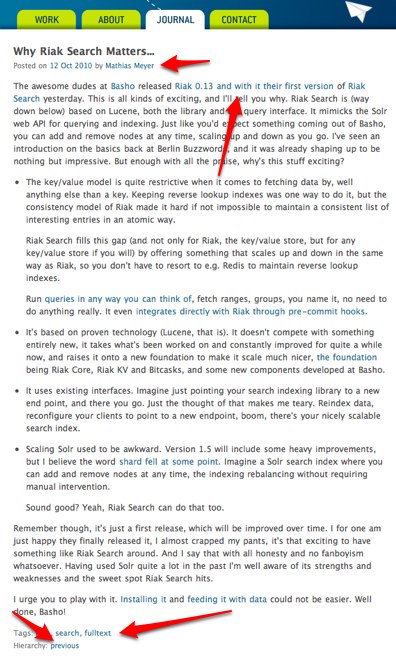 WORK ABOUT JOURNAL CONTACT
Why Riak Search Matters...
Posted on 12 Oct 2010 by Mathias Meyer
The awesome dudes at Basho released Riak 0.13 and with it their first version of Riak
Search yesterday. This is all kinds of exciting, and I'll tell you why. Riak Search is (way
down below) based on Lucene, both the library and query interface. It mimicks the Solr
web API for querying and indexing. Just like you'd expect something coming out of Basho,
you can add and remove nodes at any time, scaling up and down as you go. I've seen an
introduction on the basics back at Berlin Buzzwords, and it was already shaping up to be
nothing but impressive. But enough with all the praise, why's this stuff exciting?
• The key/value model is quite restrictive when it comes to fetching data by, well
anything else than a key. Keeping reverse lookup indexes was one way to do it, but the
consistency model of Riak made it hard if not impossible to maintain a consistent list of
interesting entries in an atomic way.
Riak Search fills this gap (and not only for Riak, the key/value store, but for any
key/value store if you will) by offering something that scales up and down in the same
way as Riak, so you don't have to resort to e.g. Redis to maintain reverse lookup
indexes.
Run queries in any way you can think of, fetch ranges, groups, you name it, no need to
do anything really. It even integrates directly with Riak through pre-commit hooks.
• It's based on proven technology (Lucene, that is). It doesn't compete with something
entirely new, it takes what's been worked on and constantly improved for quite a while
now, and raises it onto a new foundation to make it scale much nicer, the foundation
being Riak Core, Riak KV and Bitcasks, and some new components developed at Basho.
• It uses existing interfaces. Imagine just pointing your search indexing library to a new
end point, and there you go. Just the thought of that makes me teary. Reindex data,
reconfigure your clients to point to a new endpoint, boom, there's your nicely scalable
search index.
• Scaling Solr used to be awkward. Version 1.5 will include some heavy improvements,
but I believe the word shard fell at some point. Imagine a Solr search index where you
can add and remove nodes at any time, the indexing rebalancing without requiring
manual intervention.
Sound good? Yeah, Riak Search can do that too.
Remember though, it's just a first release, which will be improved over time. I for one am
just happy they finally released it, I almost crapped my pants, it's that exciting to have
something like Riak Search around. And I say that with all honesty and no fanboyism
whatsoever. Having used Solr quite a lot in the past I'm well aware of its strengths and
weaknesses and the sweet spot Riak Search hits.
I urge you to play with it. Installing it and feeding it with data could not be easier. Well
done, Basho!
Tags: search, fulltext
Hierarchy: previous